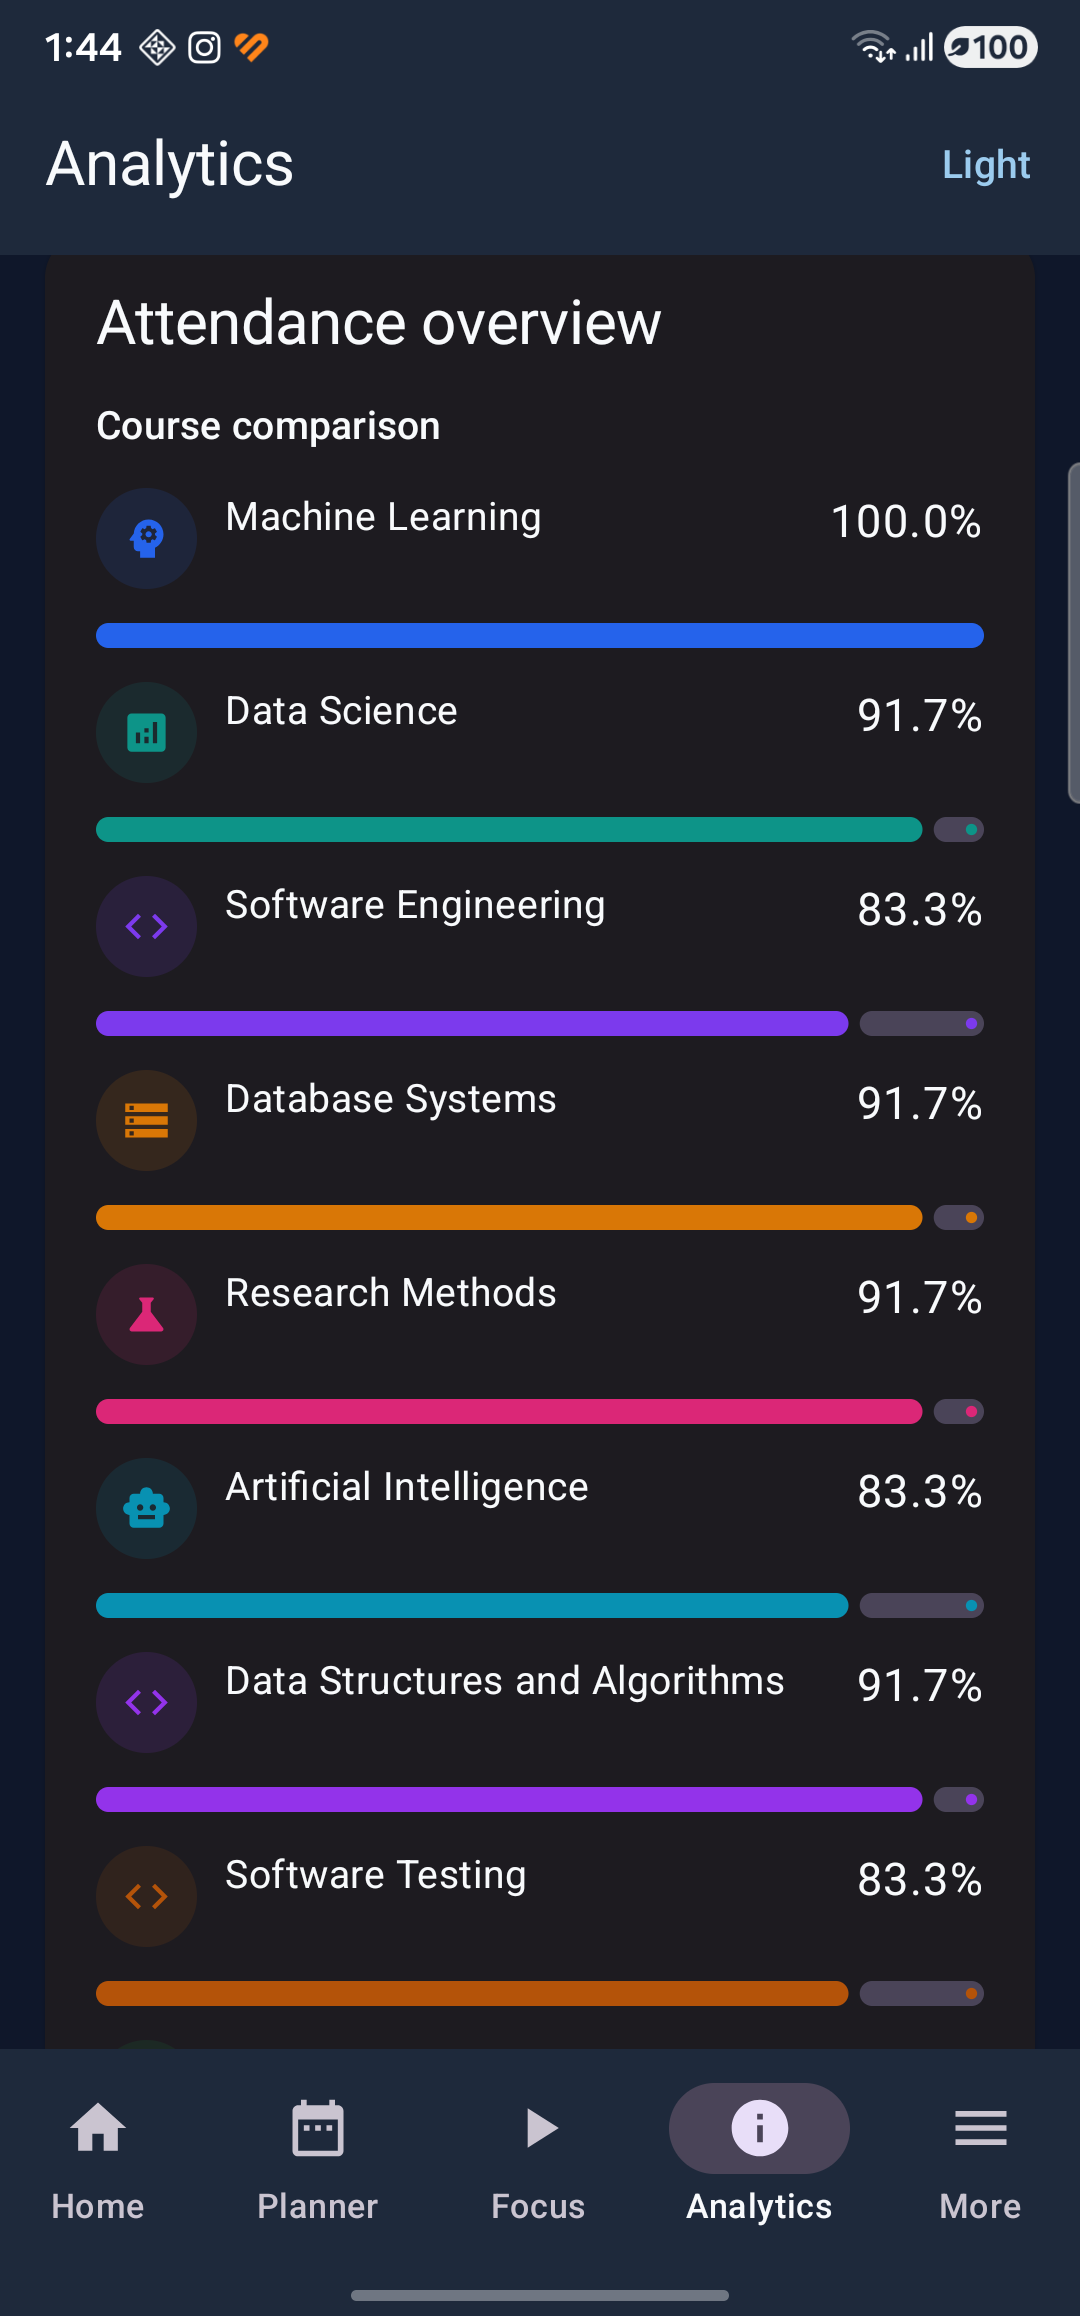 1:44
100
Analytics
Light
Attendance overview
Course comparison
Machine Learning
100.0%
Data Science
91.7%
Software Engineering
83.3%
Database Systems
91.7%
Research Methods
91.7%
Artificial Intelligence
83.3%
Data Structures and Algorithms
91.7%
Software Testing
83.3%
Home
Planner
Focus
Analytics
More